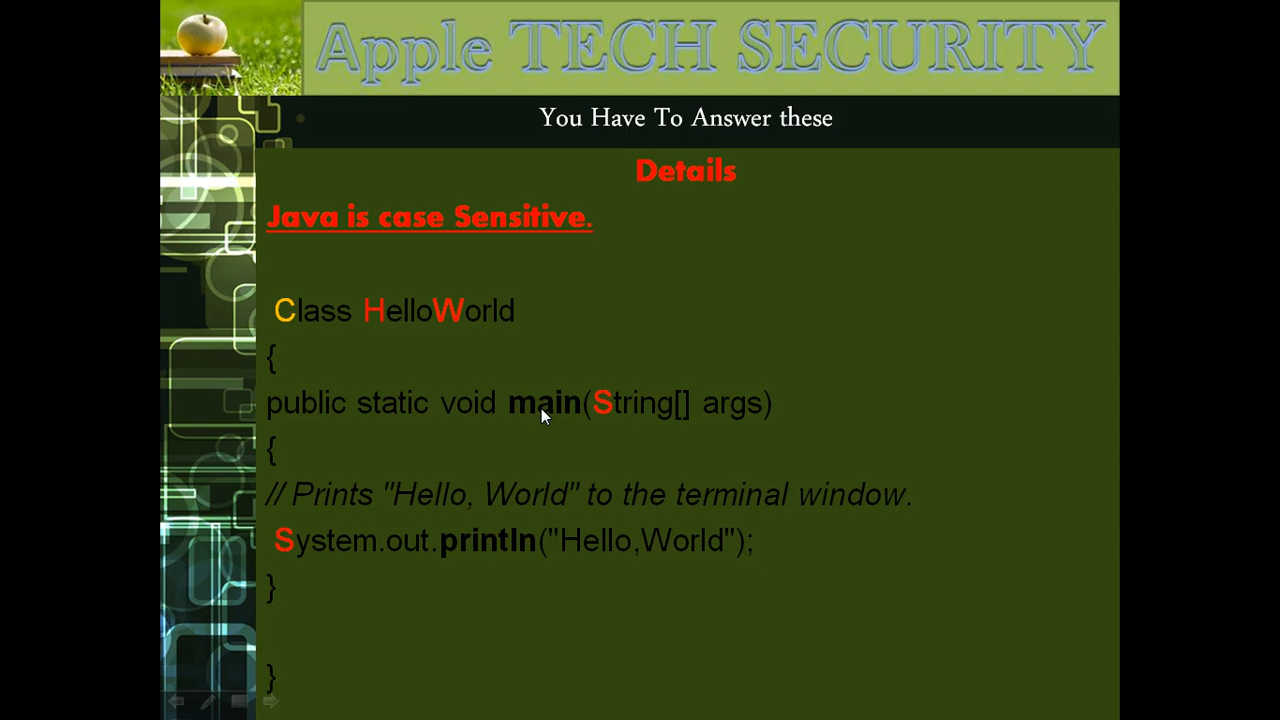 Apple TECH SECURITY
You Have To Answer these
Details
Java is case Sensitive.
Class HelloWorld
{
public static void main(String[] args)
{
// Prints "Hello, World" to the terminal window.
System.out.println("Hello,World");
}
}